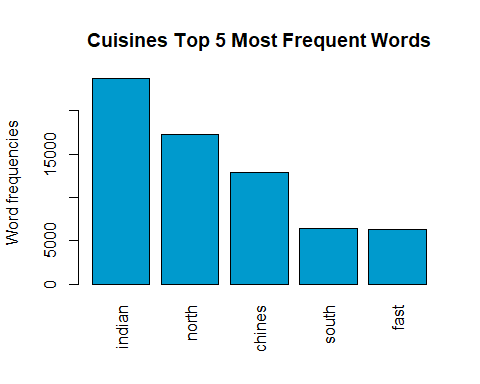 Cuisines Top 5 Most Frequent Words
Word frequencies
15000
5000
0
indian
north
chines
south
fast